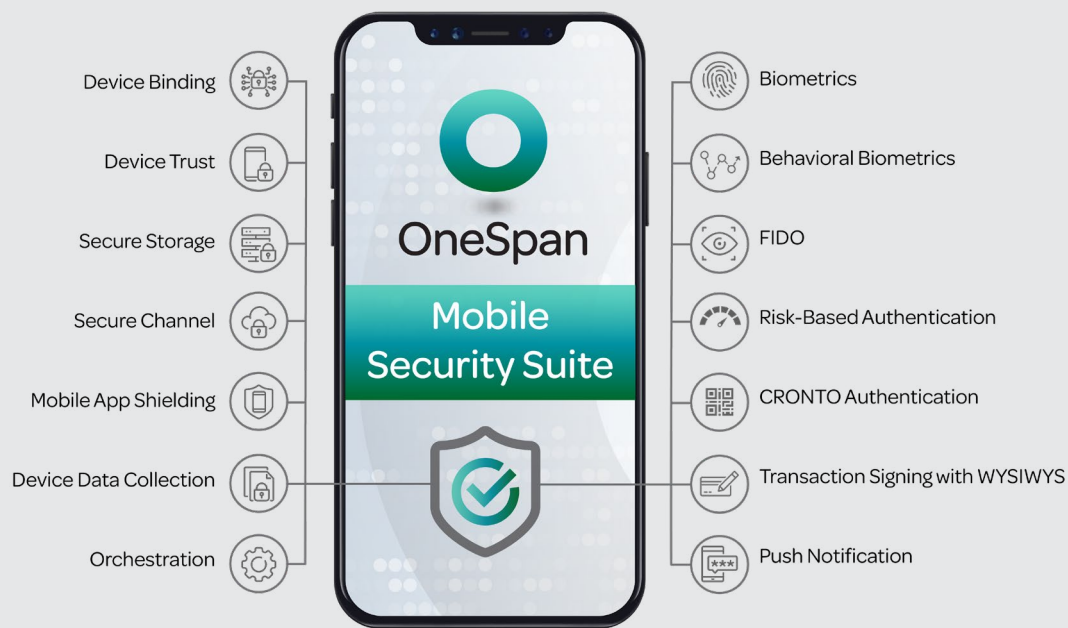 Device Binding
Device Trust
Secure Storage
Secure Channel
Mobile App Shielding
Device Data Collection
Orchestration
OneSpan
Mobile
Security Suite
Biometrics
Behavioral Biometrics
FIDO
Risk-Based Authentication
CRONTO Authentication
Transaction Signing with WYSIWYS
Push Notification
***